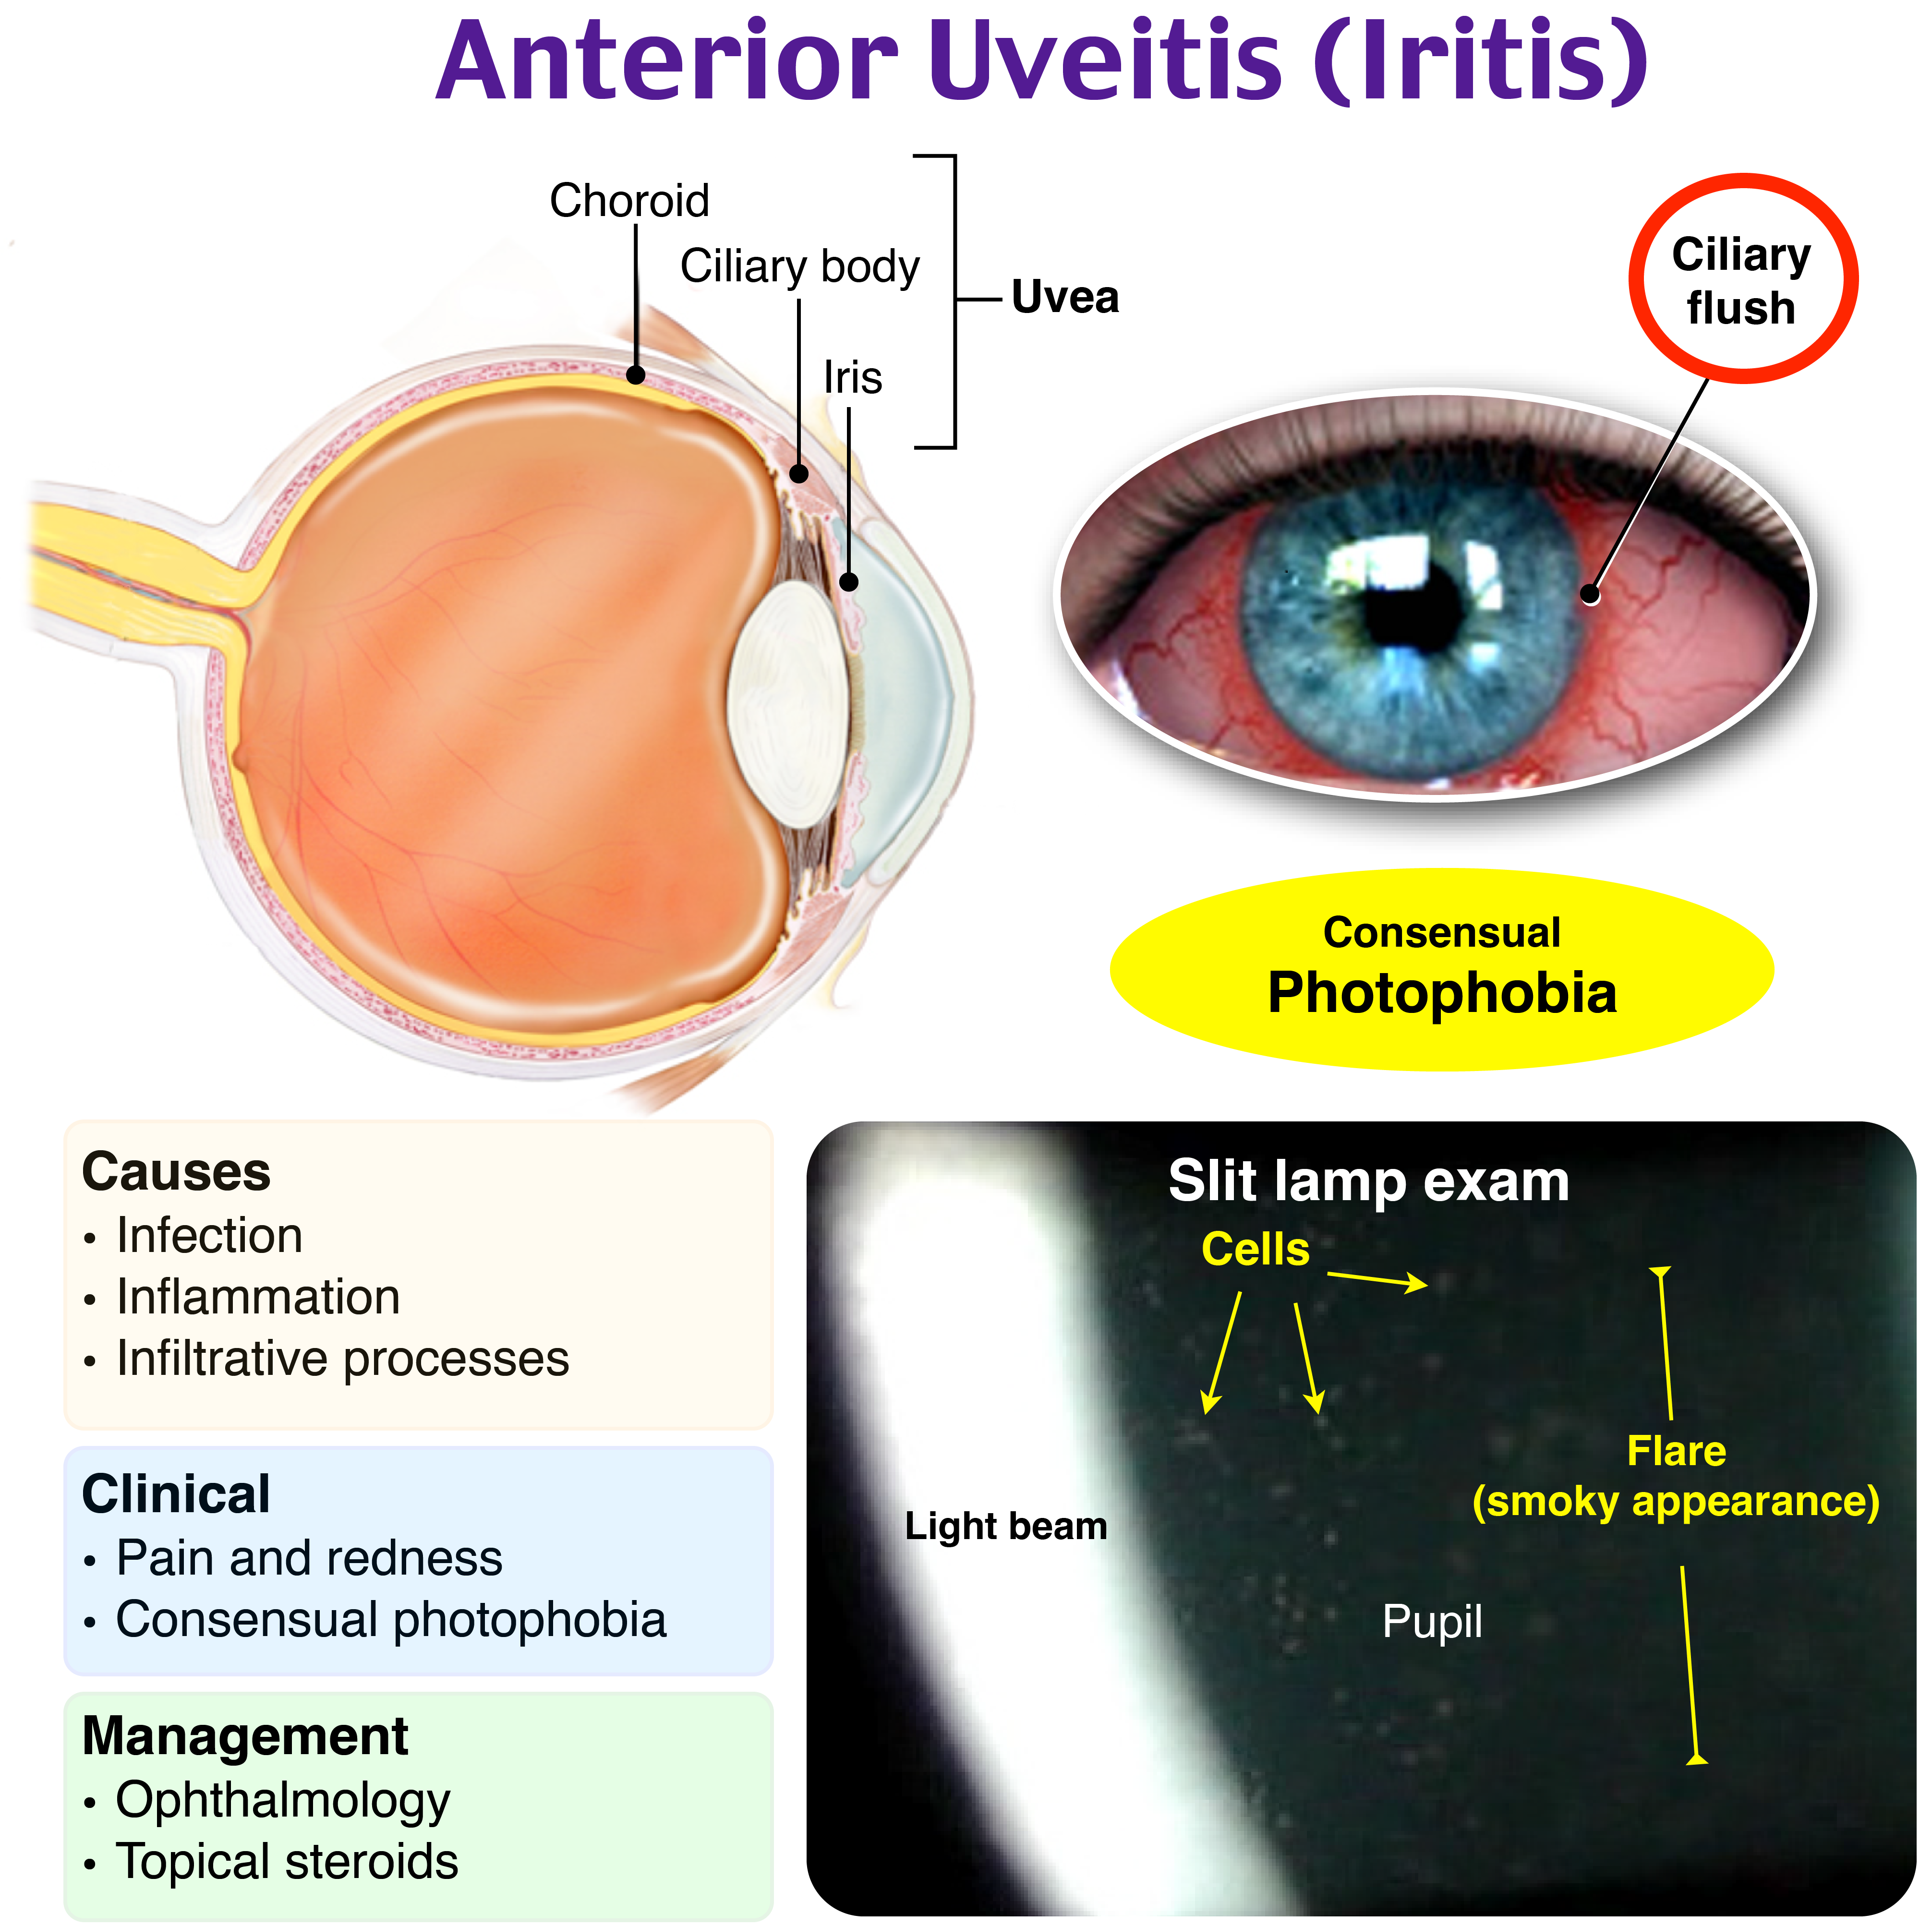 Anterior Uveitis (Iritis)
Choroid
Ciliary body
Iris
Uvea
Ciliary
flush
Consensual
Photophobia
Causes
• Infection
• Inflammation
• Infiltrative processes
Clinical
• Pain and redness
• Consensual photophobia
Management
• Ophthalmology
• Topical steroids
Slit lamp exam
Cells
Flare
(smoky appearance)
Light beam
Pupil